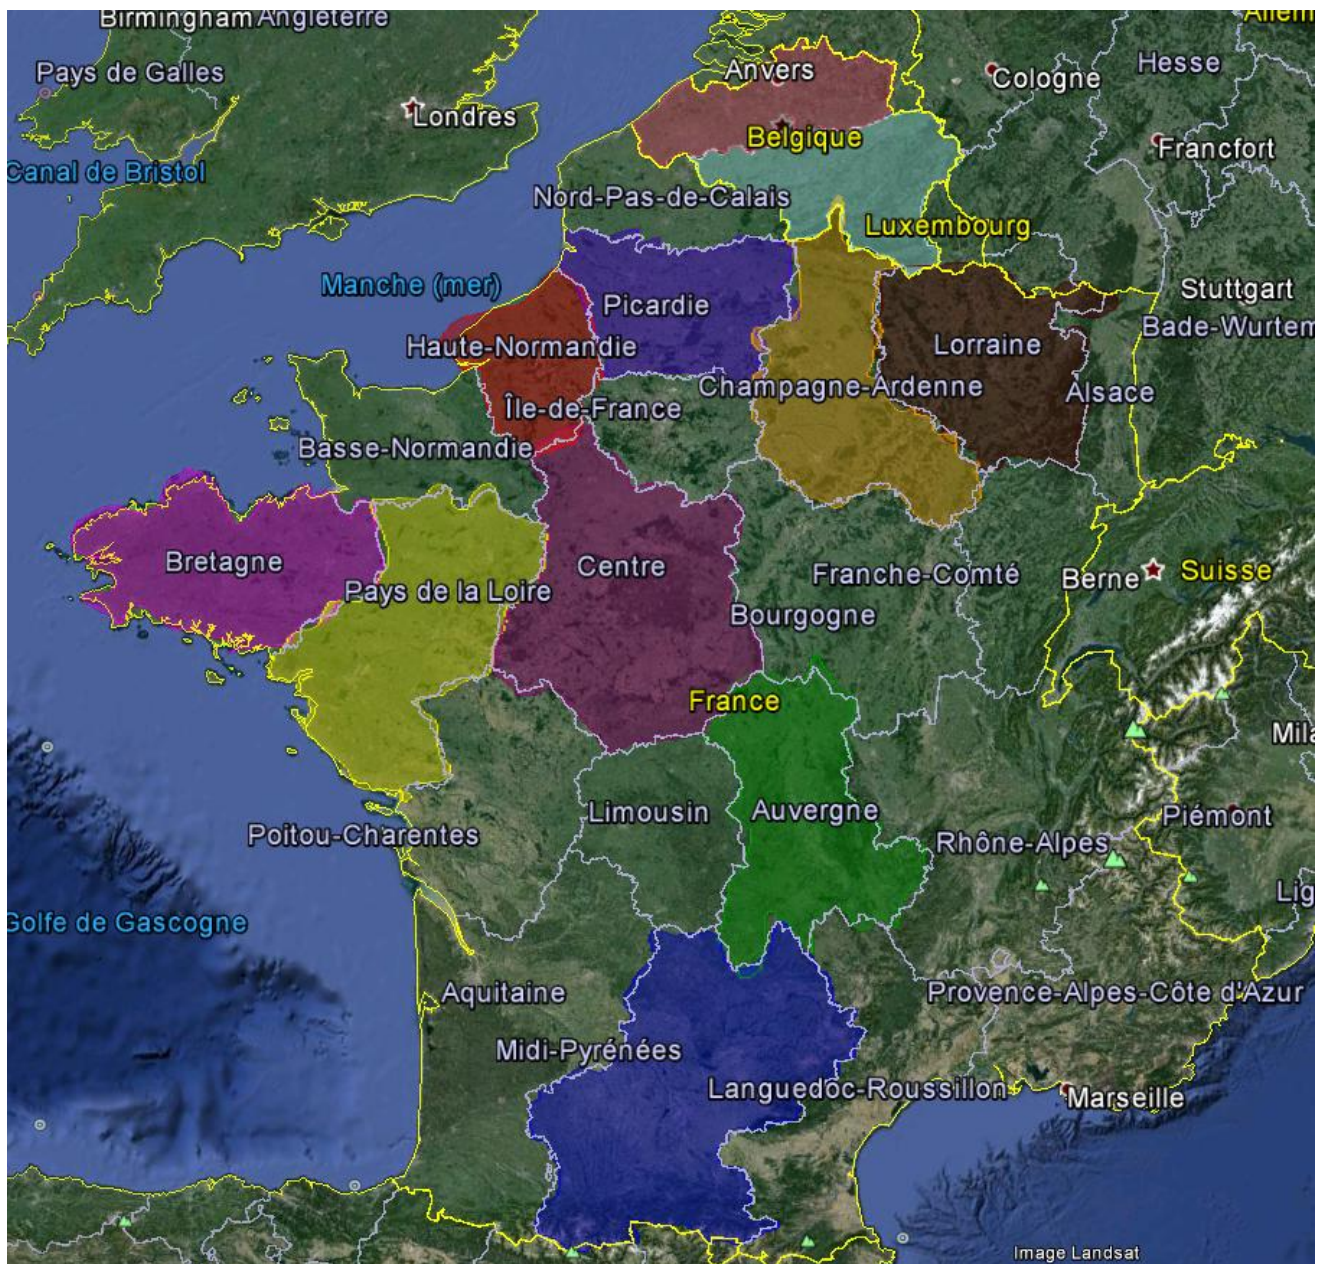 Birmingham
Angleterre
Allem
Pays de Galles
Anvers
Cologne
Hesse
Londres
Belgique
Francfort
Canal de Bristol
Nord-Pas-de-Calais
Luxembourg
Manche (mer)
Picardie
Stuttgart
Bade-Wurtem
Haute-Normandie
Lorraine
Champagne-Ardenne
Alsace
Île-de-France
Basse-Normandie
Bretagne
Centre
Franche-Comté
Berne
Suisse
Pays de la Loire
Bourgogne
France
Mila
Limousin
Auvergne
Piémont
Poitou-Charentes
Rhône-Alpes
Lig
Golfe de Gascogne
Aquitaine
Provence-Alpes-Côte d'Azur
Midi-Pyrénées
Languedoc-Roussillon
Marseille
Image Landsat